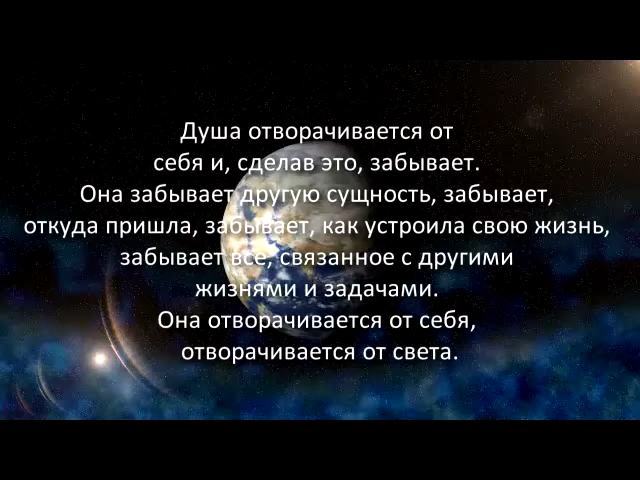 Душа отворачивается от
себя и, сделав это, забывает.
Она забывает другую сущность, забывает,
откуда пришла, забывает, как устроила свою жизнь,
забывает все, связанное с другими
жизнями и задачами.
Она отворачивается от себя,
отворачивается от света.